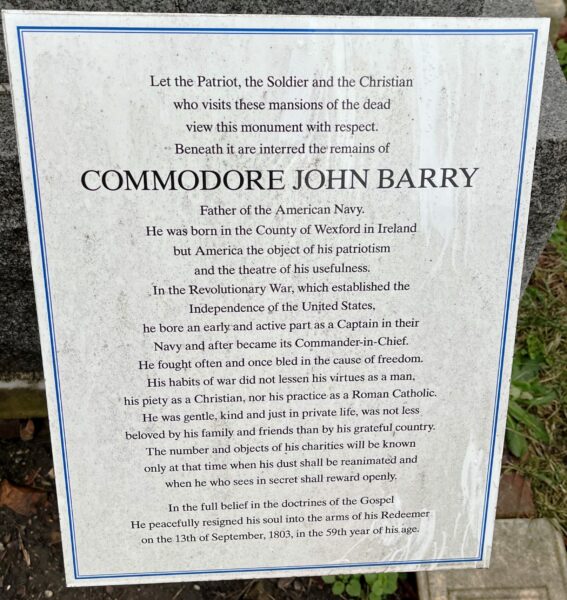 Let the Patriot, the Soldier and the Christian
who visits these mansions of the dead
view this monument with respect.
Beneath it are interred the remains of
COMMODORE JOHN BARRY
Father of the American Navy.
He was born in the County of Wexford in Ireland
but America the object of his patriotism
and the theatre of his usefulness.
In the Revolutionary War, which established the
Independence of the United States,
he bore an early and active part as a Captain in their
Navy and after became its Commander-in-Chief.
He fought often and once bled in the cause of freedom.
His habits of war did not lessen his virtues as a man,
his piety as a Christian, nor his practice as a Roman Catholic.
He was gentle, kind and just in private life, was not less
beloved by his family and friends than by his grateful country.
The number and objects of his charities will be known
only at that time when his dust shall be reanimated and
when he who sees in secret shall reward openly.
In the full belief in the doctrines of the Gospel
He peacefully resigned his soul into the arms of his Redeemer
on the 13th of September, 1803, in the 59th year of his age.